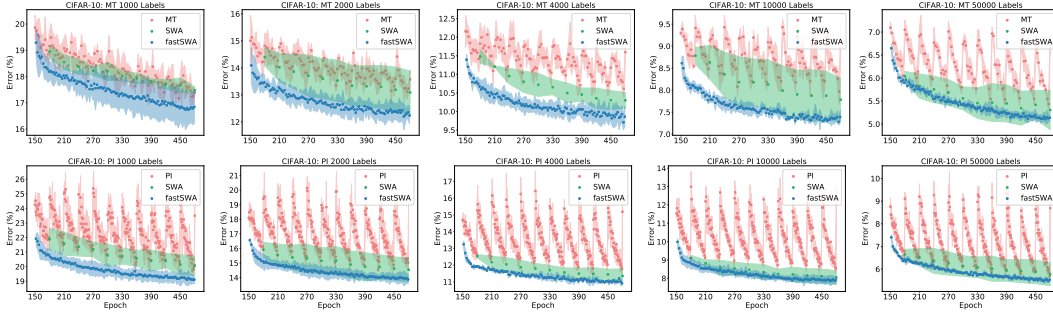 CIFAR-10: MT 1000 Labels
CIFAR-10: MT 2000 Labels
CIFAR-10: MT 4000 Labels
CIFAR-10: MT 10000 Labels
CIFAR-10: MT 50000 Labels
Error (%)
20
19
18
17
16
MT
SWA
fastSWA
150 210 270 330 390 450
16
15
14
13
12
MT
SWA
fastSWA
150 210 270 330 390 450
12.5
12.0
11.5
11.0
10.5
10.0
9.5
MT
SWA
fastSWA
150 210 270 330 390 450
9.5
9.0
8.5
8.0
7.5
7.0
MT
SWA
fastSWA
150 210 270 330 390 450
7.5
7.0
6.5
6.0
5.5
5.0
MT
SWA
fastSWA
150 210 270 330 390 450
CIFAR-10: PI 1000 Labels
CIFAR-10: PI 2000 Labels
CIFAR-10: PI 4000 Labels
CIFAR-10: PI 10000 Labels
CIFAR-10: PI 50000 Labels
Error (%)
26
25
24
23
22
21
20
19
PI
SWA
fastSWA
150 210 270 330 390 450
Epoch
Error (%)
21
20
19
18
17
16
15
14
PI
SWA
fastSWA
150 210 270 330 390 450
Epoch
Error (%)
17
16
15
14
13
12
11
PI
SWA
fastSWA
150 210 270 330 390 450
Epoch
Error (%)
14
13
12
11
10
9
8
PI
SWA
fastSWA
150 210 270 330 390 450
Epoch
Error (%)
10
9
8
7
6
PI
SWA
fastSWA
150 210 270 330 390 450
Epoch